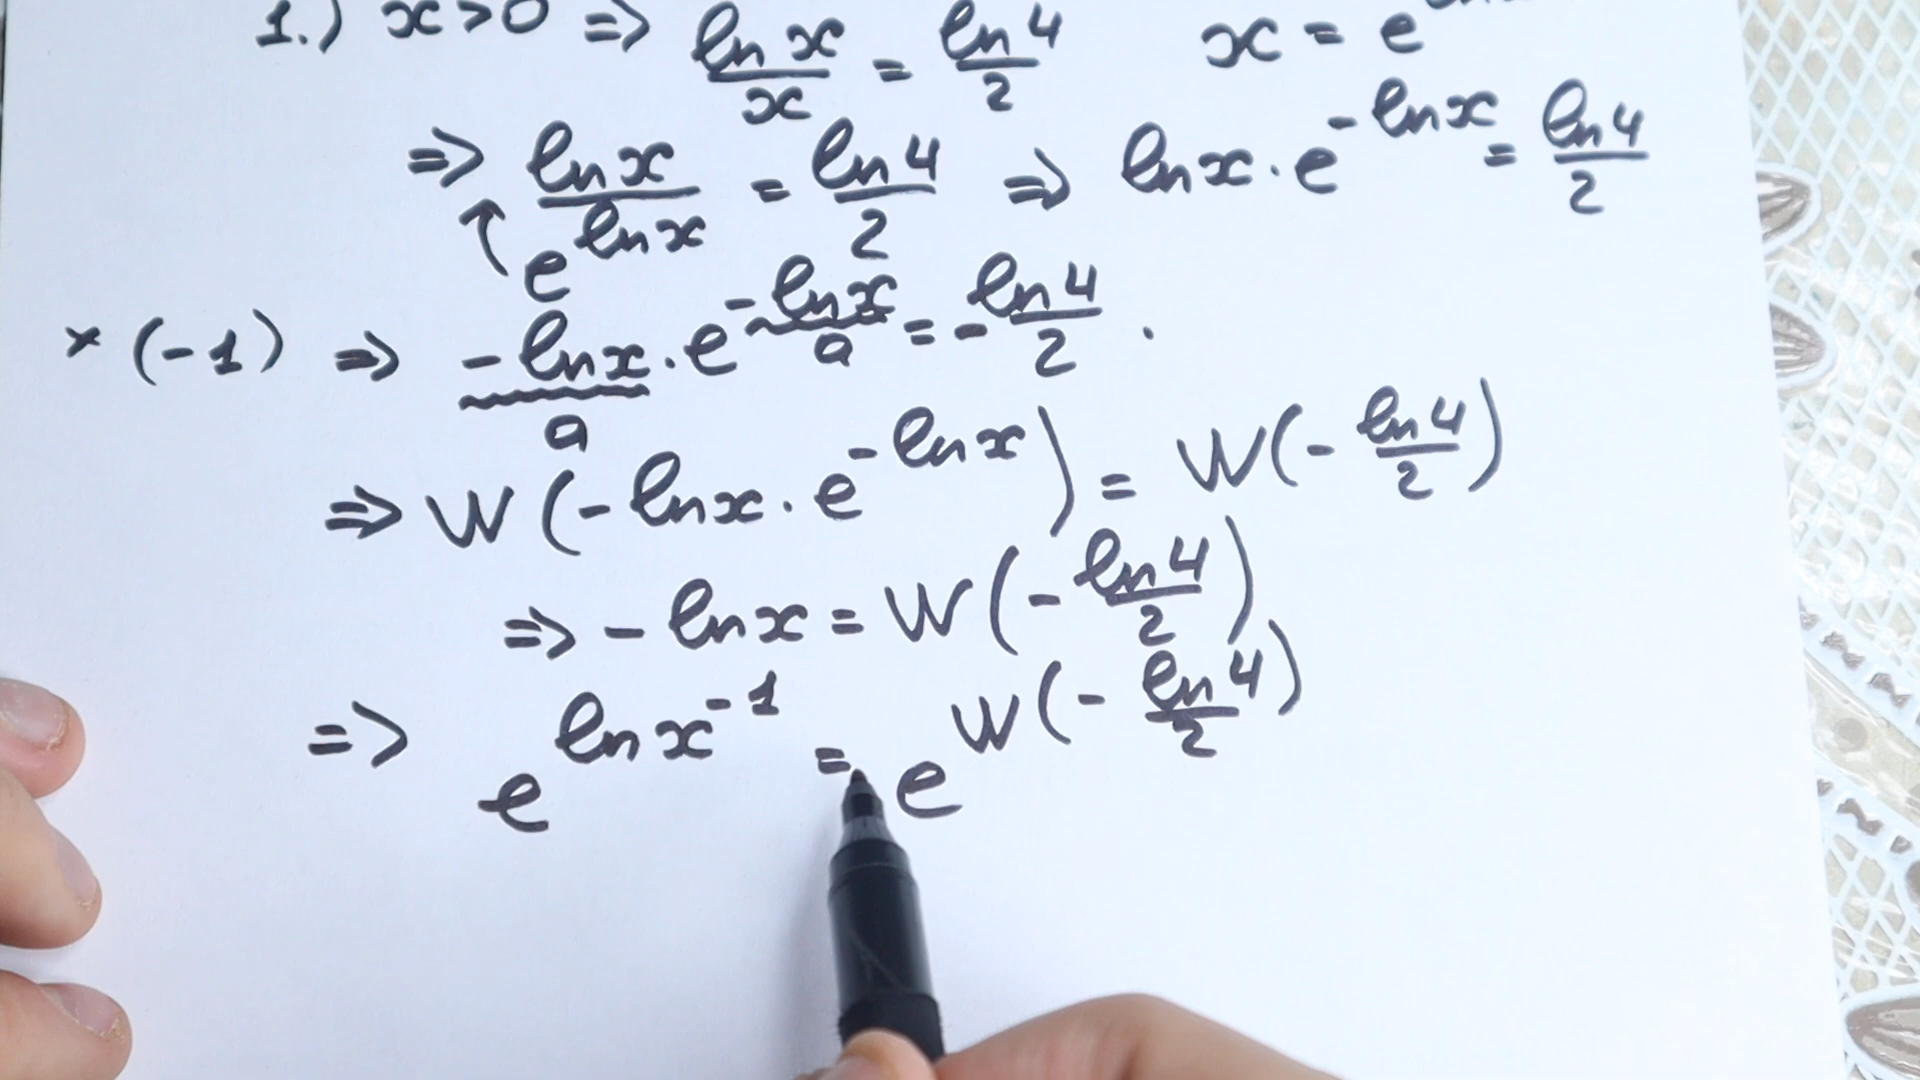 1.) x>0 => ln x / x = ln 4 / 2 x = e
=> ln x / e^ln x = ln 4 / 2 => ln x · e^-ln x = ln 4 / 2
× (-1) => -ln x · e^-ln x = - ln 4 / 2 .
a a
=> W (-ln x · e^-ln x) = W(- ln 4 / 2)
=> - ln x = W(- ln 4 / 2)
=> e^ln x^-1 = e^W(- ln 4 / 2)